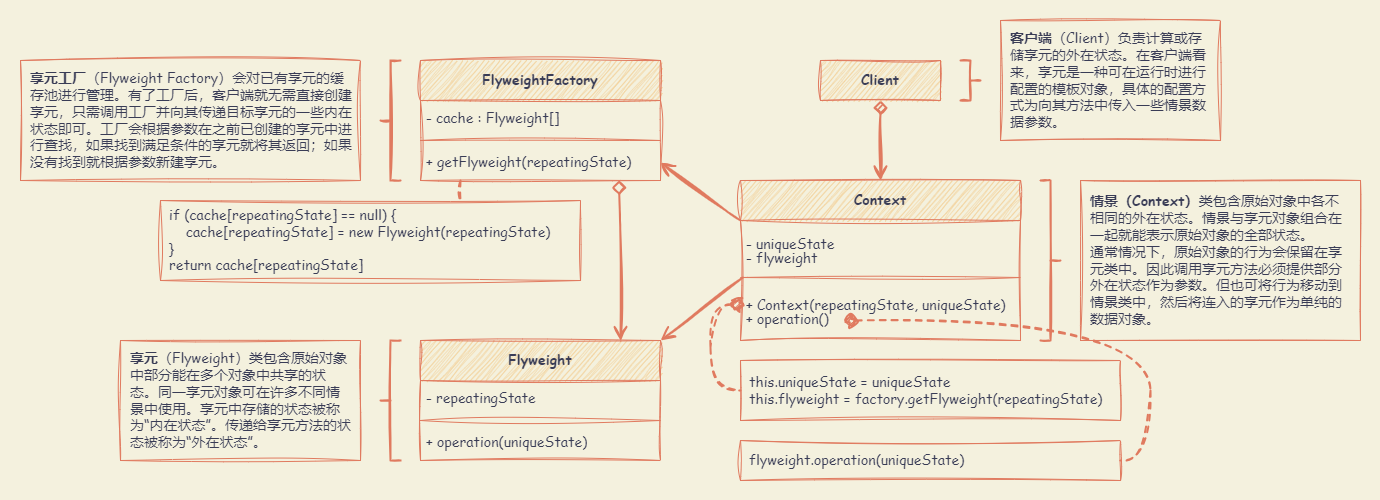 享元工厂（Flyweight Factory）会对已有享元的缓
存池进行管理。有了工厂后，客户端就无需直接创建
享元，只需调用工厂并向其传递目标享元的一些内在
状态即可。工厂会根据参数在之前已创建的享元中进
行查找，如果找到满足条件的享元就将其返回；如果
没有找到就根据参数新建享元。
FlyweightFactory
- cache : Flyweight[]
+ getFlyweight(repeatingState)
if (cache[repeatingState] == null) {
cache[repeatingState] = new Flyweight(repeatingState)
}
return cache[repeatingState]
Client
客户端（Client）负责计算或存
储享元的外在状态。在客户端看
来，享元是一种可在运行时进行
配置的模板对象，具体的配置方
式为向其方法中传入一些情景数
据参数。
Context
- uniqueState
- flyweight
+ Context(repeatingState, uniqueState)
+ operation()
情景（Context）类包含原始对象中各不
相同的外在状态。情景与享元对象组合在
一起就能表示原始对象的全部状态。
通常情况下，原始对象的行为会保留在享
元类中。因此调用享元方法必须提供部分
外在状态作为参数。但也可将行为移动到
情景类中，然后将连入的享元作为单纯的
数据对象。
享元（Flyweight）类包含原始对象
中部分能在多个对象中共享的状
态。同一享元对象可在许多不同情
景中使用。享元中存储的状态被称
为“内在状态”。传递给享元方法的状
态被称为“外在状态”。
Flyweight
- repeatingState
+ operation(uniqueState)
this.uniqueState = uniqueState
this.flyweight = factory.getFlyweight(repeatingState)
flyweight.operation(uniqueState)